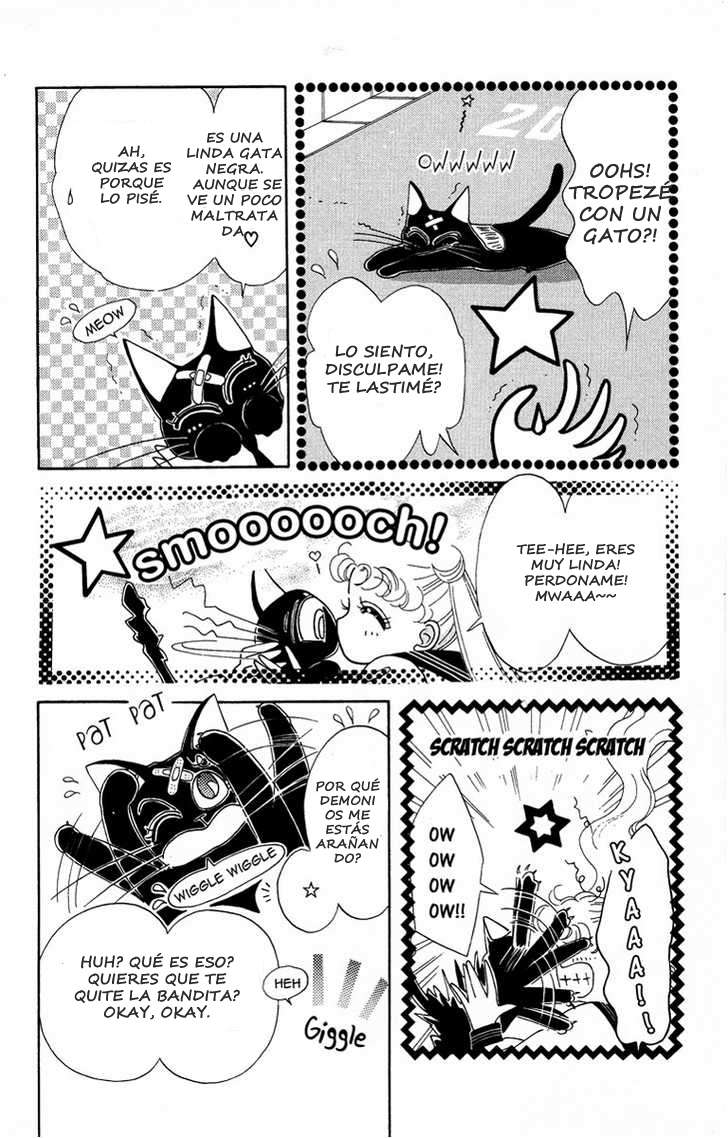 20
OWWWWW
OOHS!
TROPEZÉ
CON UN
GATO?!
LO SIENTO,
DISCULPAME!
TE LASTIMÉ?
ES UNA
LINDA GATA
NEGRA.
AUNQUE SE
VE UN POCO
MALTRATA
DA♡
AH,
QUIZAS ES
PORQUE
LO PISÉ.
MEOW
smooooooch!
TEE-HEE, ERES
MUY LINDA!
PERDONAME!
MWAAA~~
SCRATCH SCRATCH SCRATCH
KYAAA!!
OW
OW
OW
OW!!
PAT PAT
POR QUÉ
DEMONI
OS ME
ESTÁS
ARAÑAN
DO?
☆
WIGGLE WIGGLE
HUH? QUÉ ES ESO?
QUIERES QUE TE
QUITE LA BANDITA?
OKAY, OKAY.
HEH
Giggle